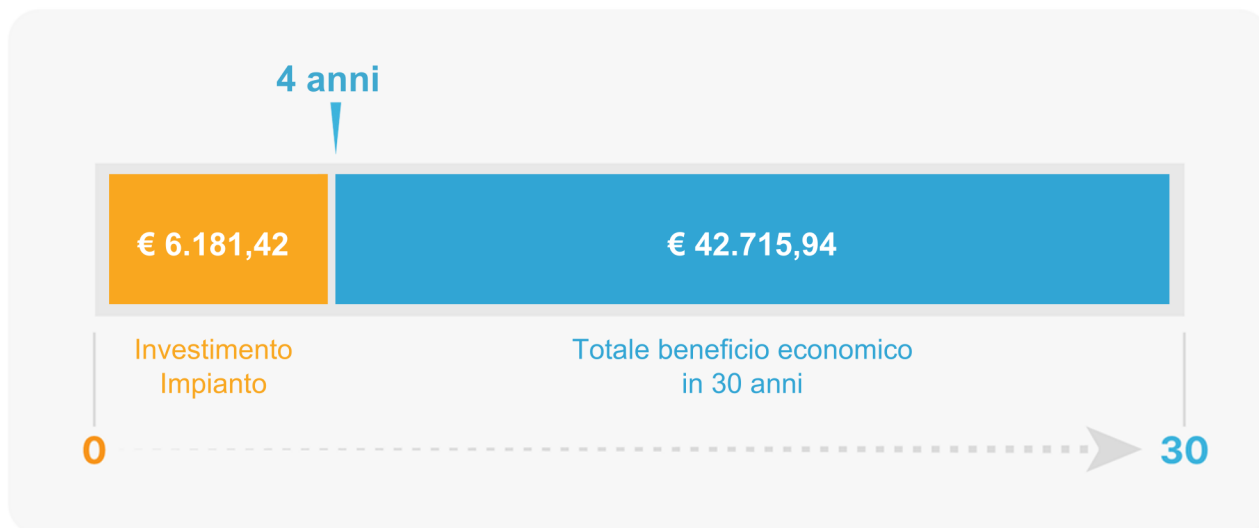 4 anni
€ 6.181,42
€ 42.715,94
Investimento
Impianto
Totale beneficio economico
in 30 anni
0
30